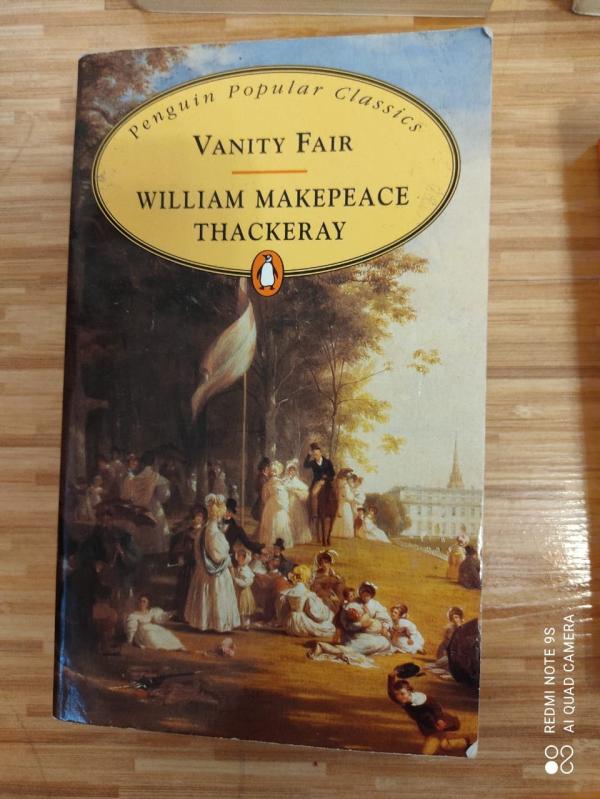 Penguin Popular Classics
VANITY FAIR
WILLIAM MAKEPEACE
THACKERAY
REDMI NOTE 9S
AI QUAD CAMERA